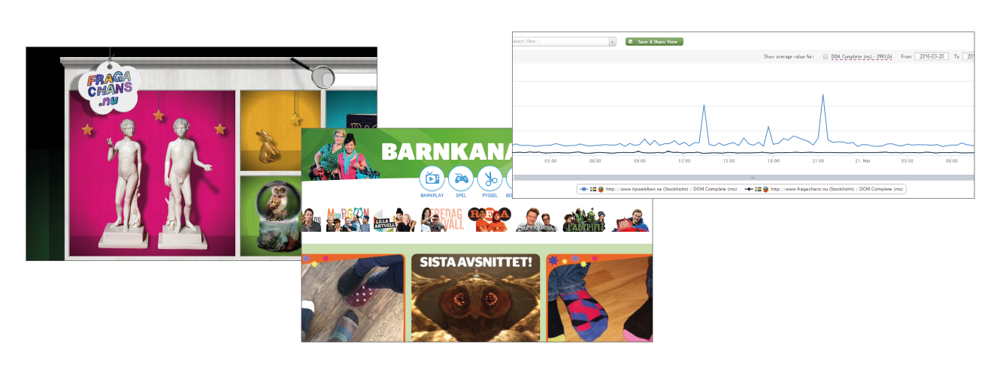 FRÅGA
CHANS
.nu
BARNKANA
BARNPLAY
SPEL
PYSSEL
BO
MORGON
LILLA
AKTUELLT
FREDAG
REA
SUPERHJÄRNA
LABYRINT
SISTA AVSNITTET!
elect View --
Save & Share View
Show average value for:
DOM Complete (ms) - 2993.04
From
2016-03-20
To
201
03:00
06:00
09:00
12:00
15:00
18:00
21:00
21. Mar
03:00
06:00
http://www.kpwebben.se (Stockholm) / DOM Complete (ms)
http://www.fragachans.nu (Stockholm) / DOM Complete (ms)